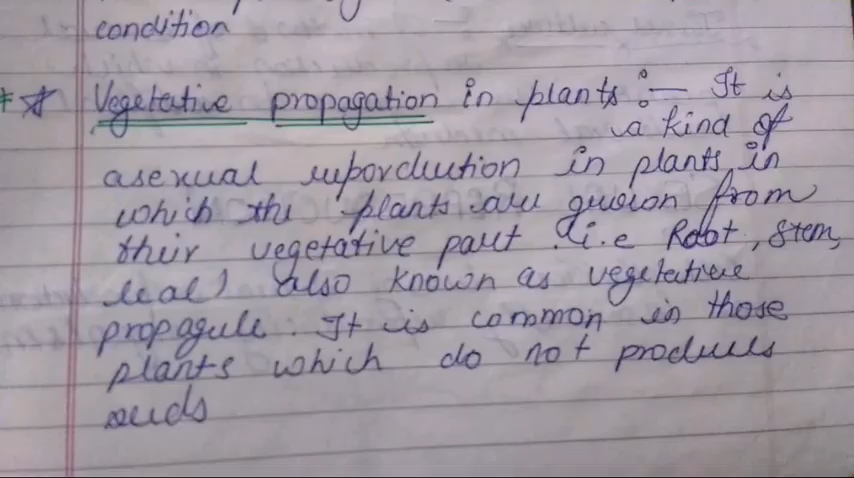 condition
* ☆ Vegetative propagation in plants :— It is
a kind of
asexual reporduction in plants in
which the plants are grown from
their vegetative part (i.e Root, Stem,
leaf) also known as vegetative
propagule. It is common in those
plants which do not produces
seeds